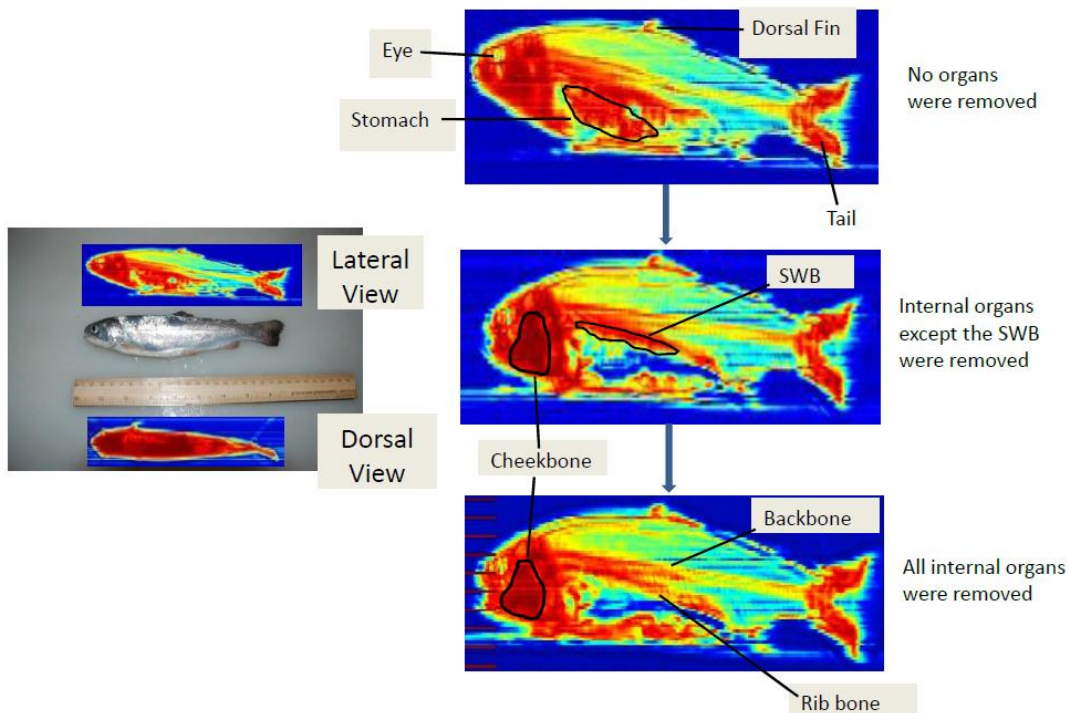 Eye
Dorsal Fin
Stomach
No organs
were removed
Tail
Lateral
View
SWB
Internal organs
except the SWB
were removed
Dorsal
View
Cheekbone
Backbone
All internal organs
were removed
Rib bone